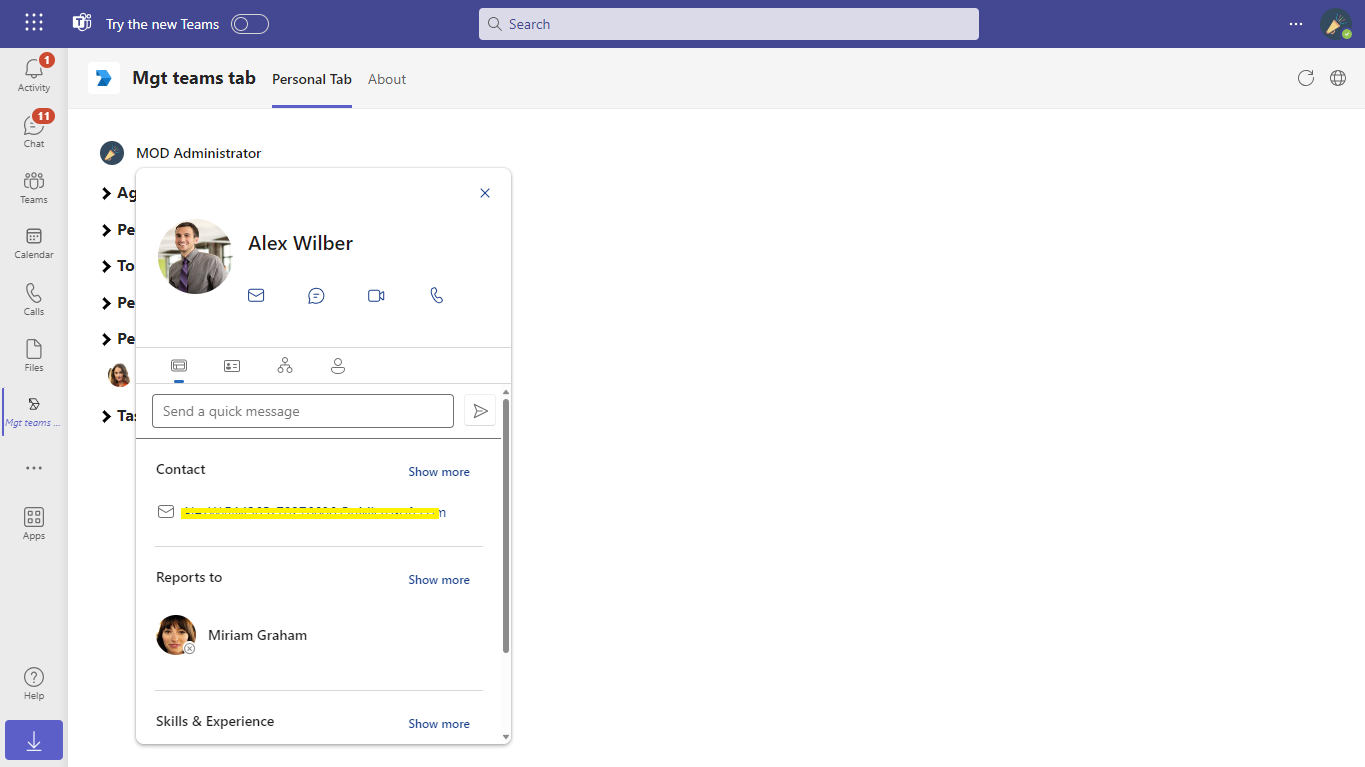 Try the new Teams
Search
1
Activity
11
Chat
Teams
Calendar
Calls
Files
Mgt teams ...
Apps
Help
Mgt teams tab
Personal Tab
About
MOD Administrator
Ag
Pe
To
Pe
Pe
Tas
Alex Wilber
Send a quick message
Contact
Show more
Reports to
Show more
Miriam Graham
Skills & Experience
Show more